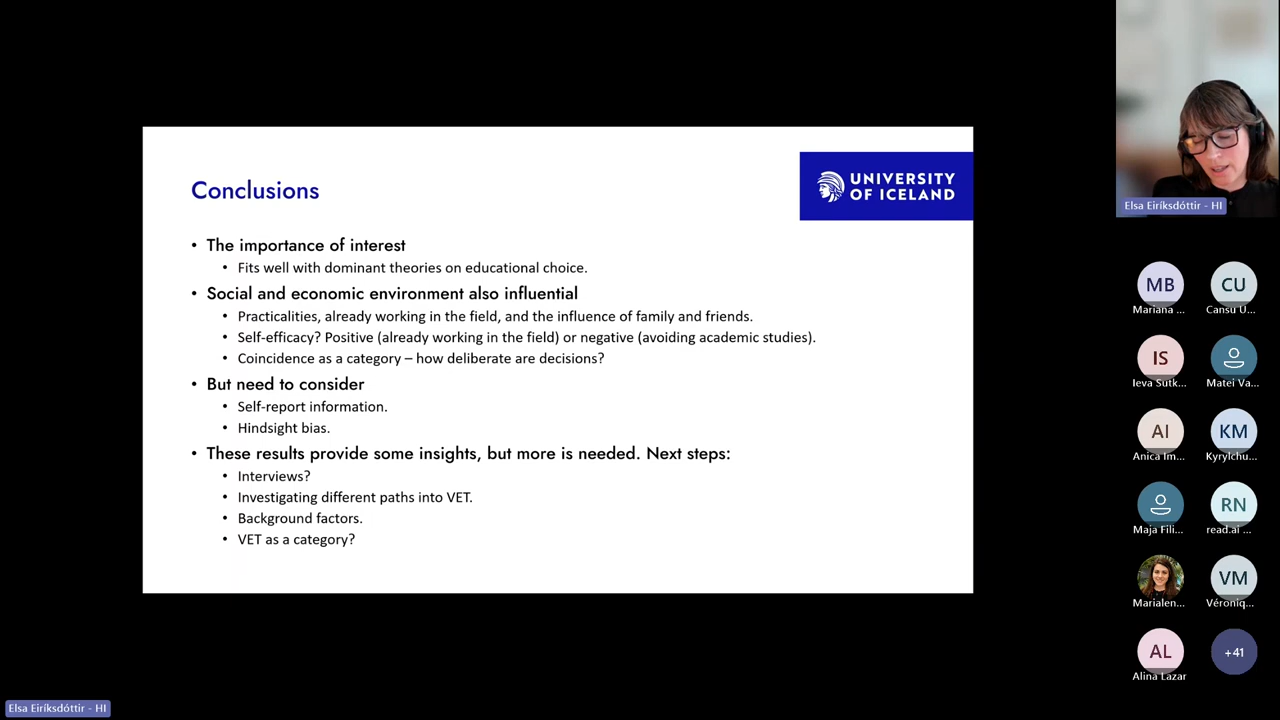 Conclusions
UNIVERSITY
OF ICELAND
• The importance of interest
• Fits well with dominant theories on educational choice.
• Social and economic environment also influential
• Practicalities, already working in the field, and the influence of family and friends.
• Self-efficacy? Positive (already working in the field) or negative (avoiding academic studies).
• Coincidence as a category – how deliberate are decisions?
• But need to consider
• Self-report information.
• Hindsight bias.
• These results provide some insights, but more is needed. Next steps:
• Interviews?
• Investigating different paths into VET.
• Background factors.
• VET as a category?
Elsa Eiríksdóttir - HI
MB
CU
Mariana ...
Cansu U...
IS
Ieva Sutk...
Matei Va...
AI
KM
Anica Im...
Kyrylchu...
RN
Maja Fili...
read.ai ...
VM
Marialen...
Véroniq...
AL
+41
Alina Lazar
Elsa Eiríksdóttir - HI